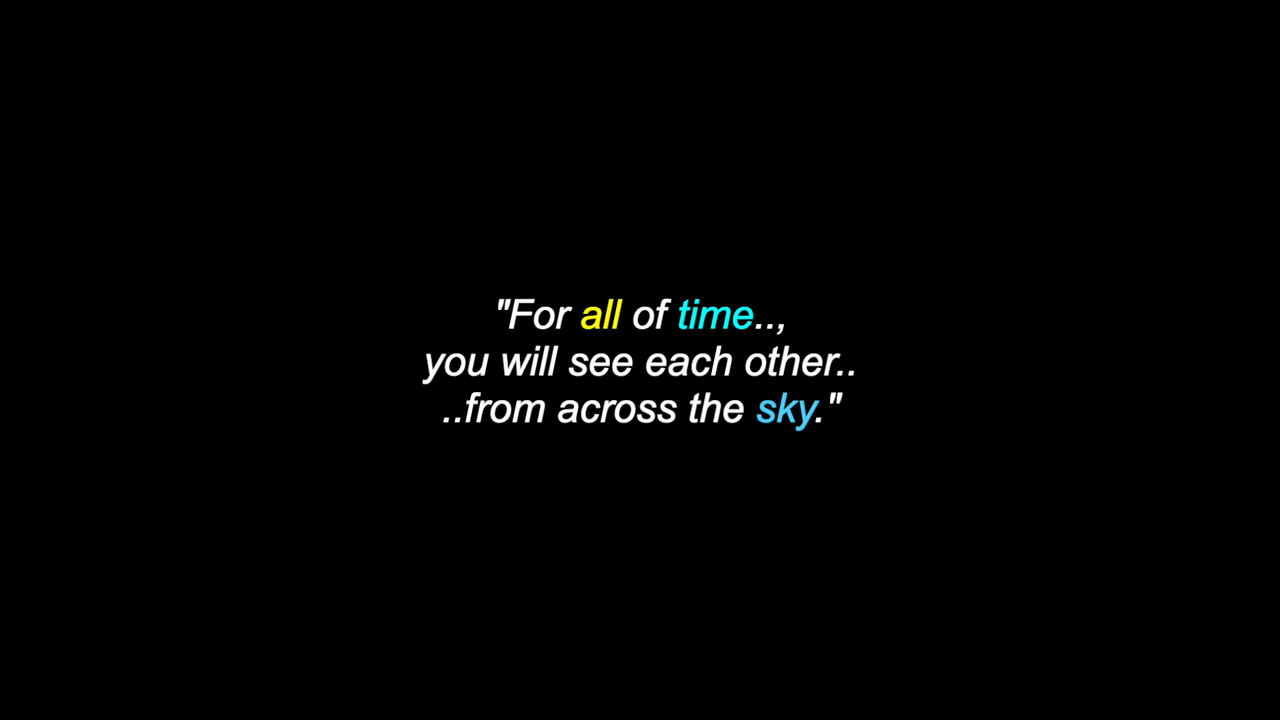 "For all of time..,
you will see each other..
..from across the sky."